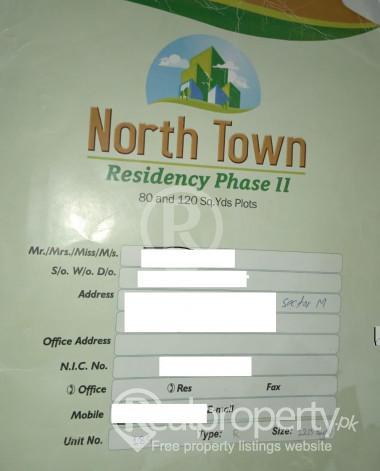 North Town
Residency Phase II
80 and 120 Sq.Yds Plots
R
Mr./Mrs./Miss/M/s.
S/o. W/o. D/o.
Address
Sector M
Office Address
N.I.C. No.
Office Res Fax
Mobile E-mail
Realproperty.pk
Unit No. Type: Size:
Free property listings website